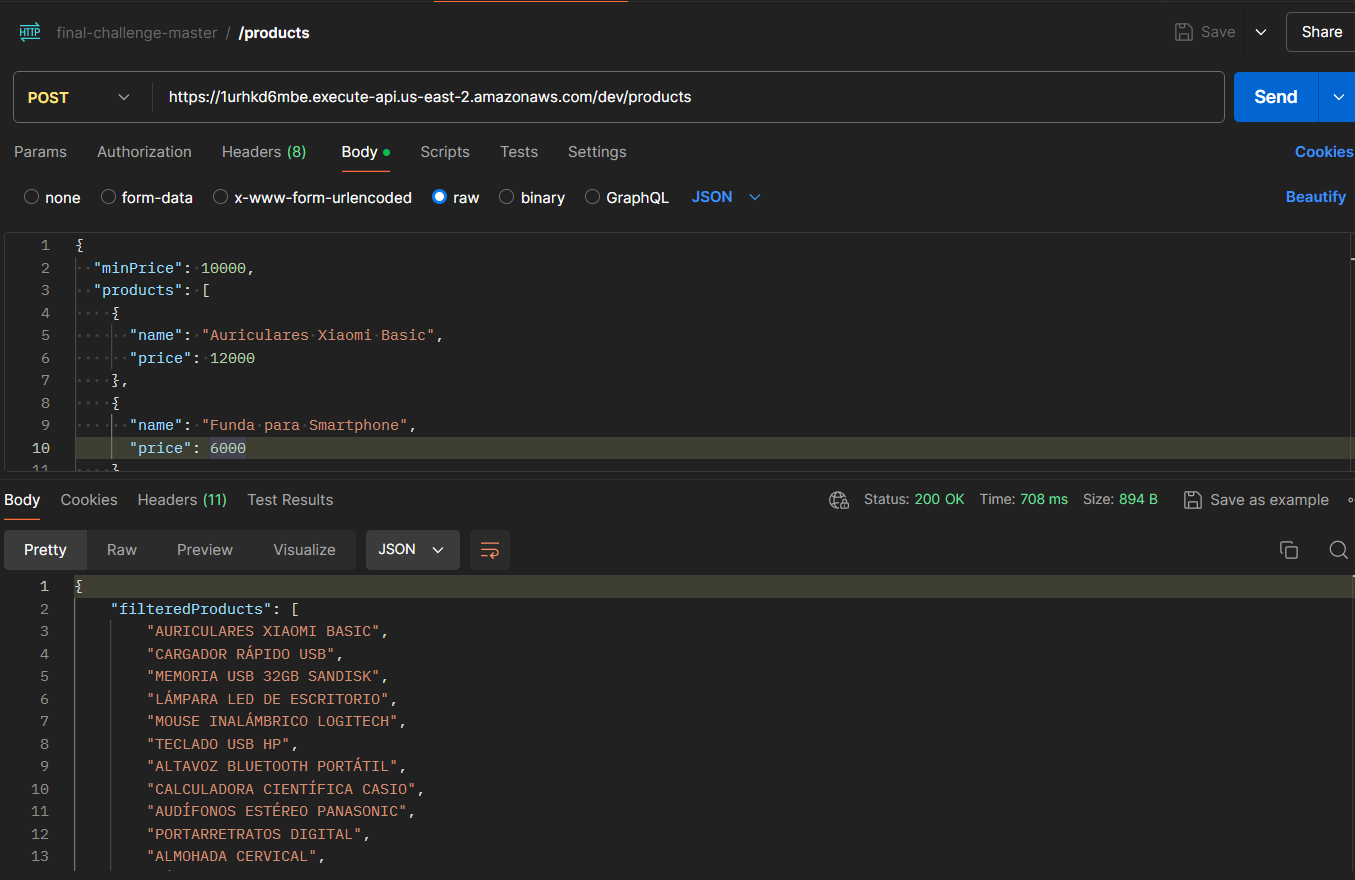 HTTP final-challenge-master / /products Save Share
POST https://1urhkd6mbe.execute-api.us-east-2.amazonaws.com/dev/products Send
Params Authorization Headers (8) Body Scripts Tests Settings Cookies
none form-data x-www-form-urlencoded raw binary GraphQL JSON Beautify
1 {
2 "minPrice": 10000,
3 "products": [
4 {
5 "name": "Auriculares Xiaomi Basic",
6 "price": 12000
7 },
8 {
9 "name": "Funda para Smartphone",
10 "price": 6000
11 }
Body Cookies Headers (11) Test Results Status: 200 OK Time: 708 ms Size: 894 B Save as example
Pretty Raw Preview Visualize JSON
1 {
2 "filteredProducts": [
3 "AURICULARES XIAOMI BASIC",
4 "CARGADOR RÁPIDO USB",
5 "MEMORIA USB 32GB SANDISK",
6 "LÁMPARA LED DE ESCRITORIO",
7 "MOUSE INALÁMBRICO LOGITECH",
8 "TECLADO USB HP",
9 "ALTAVOZ BLUETOOTH PORTÁTIL",
10 "CALCULADORA CIENTÍFICA CASIO",
11 "AUDÍFONOS ESTÉREO PANASONIC",
12 "PORTARRETRATOS DIGITAL",
13 "ALMOHADA CERVICAL",